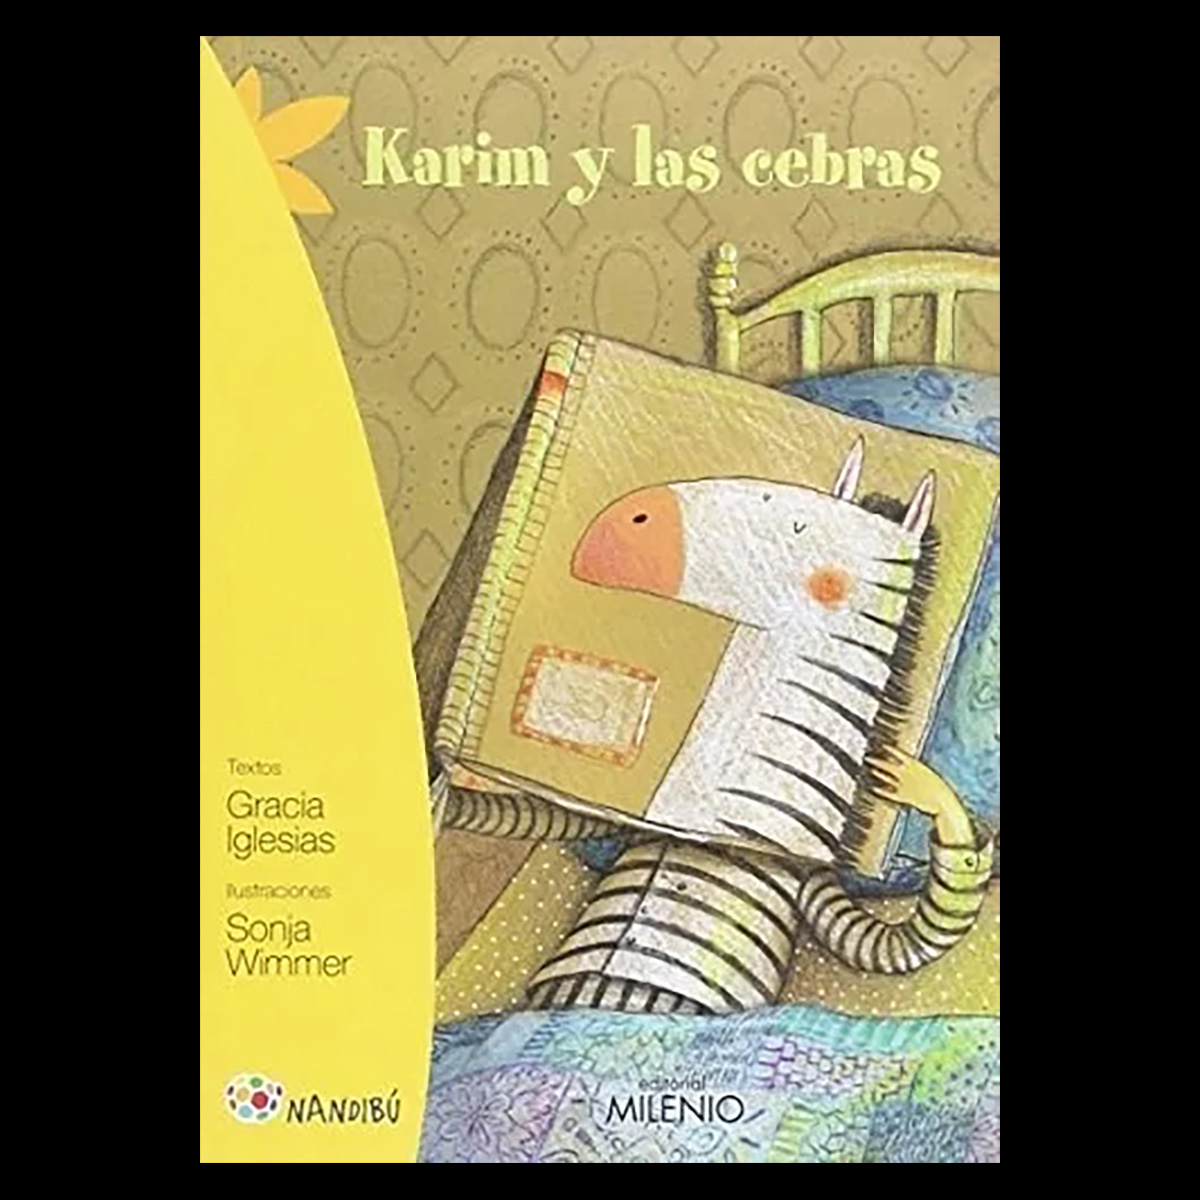 Karim y las cebras
Textos
Gracia
Iglesias
Ilustraciones
Sonja
Wimmer
NANDIBÚ
editorial
MILENIO